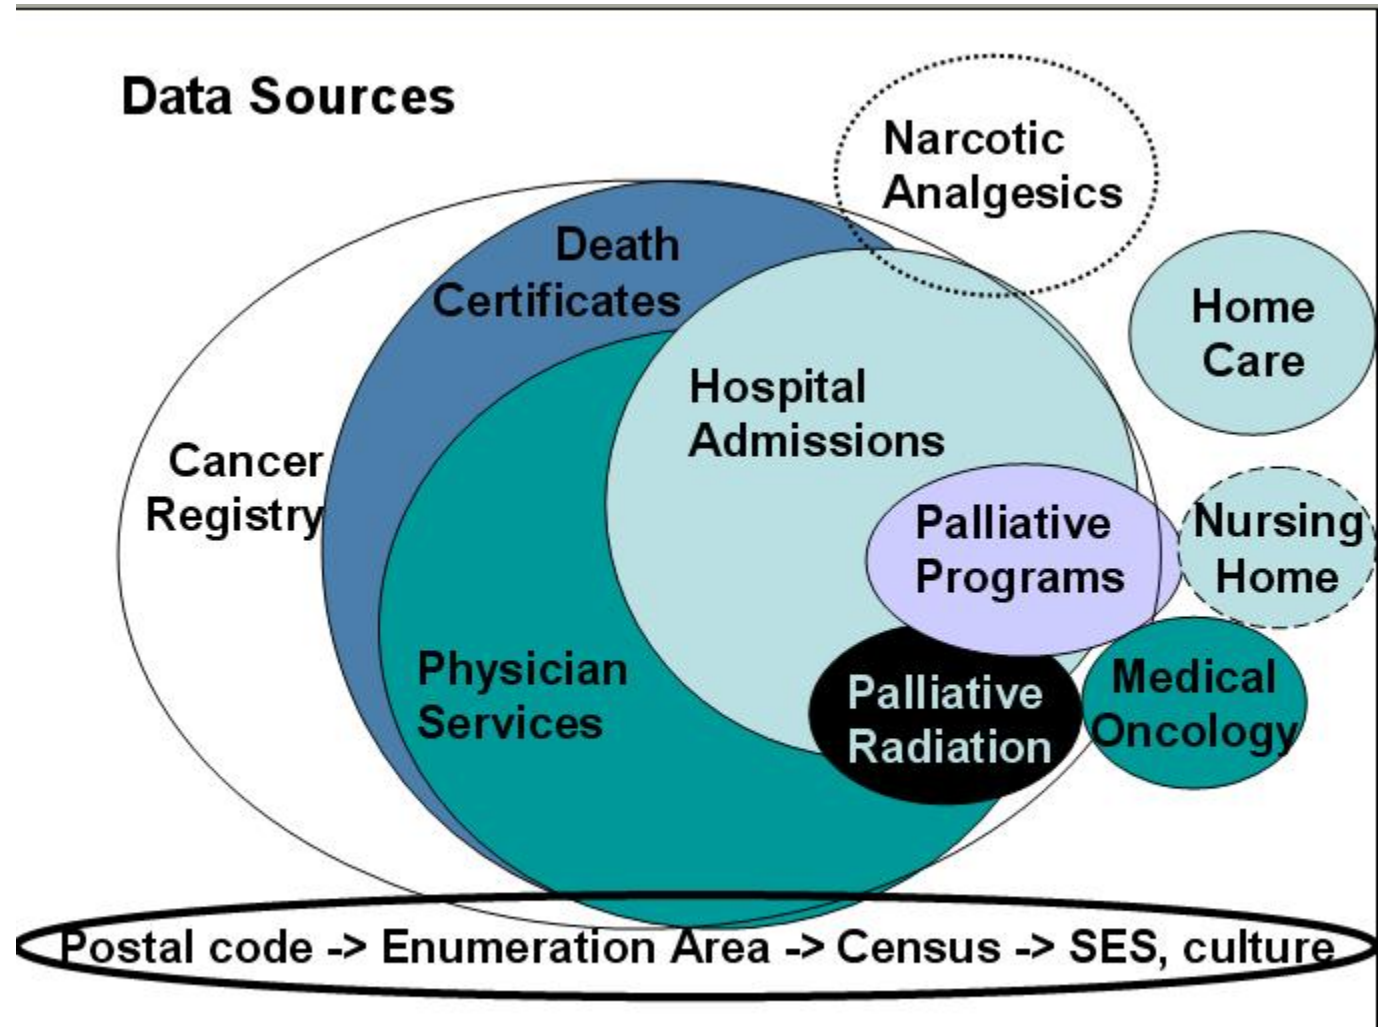 Data Sources
Narcotic
Analgesics
Death
Certificates
Home
Care
Hospital
Admissions
Cancer
Registry
Palliative
Programs
Nursing
Home
Physician
Services
Palliative
Radiation
Medical
Oncology
Postal code -> Enumeration Area -> Census -> SES, culture